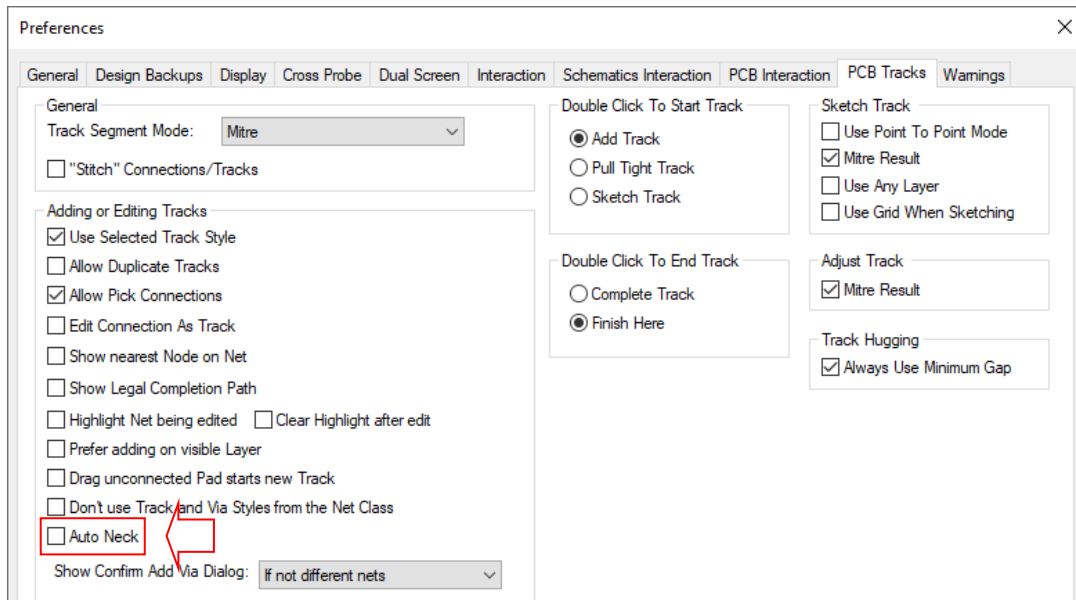 Preferences
General Design Backups Display Cross Probe Dual Screen Interaction Schematics Interaction PCB Interaction PCB Tracks Warnings
General
Track Segment Mode: Mitre
"Stitch" Connections/Tracks
Adding or Editing Tracks
Use Selected Track Style
Allow Duplicate Tracks
Allow Pick Connections
Edit Connection As Track
Show nearest Node on Net
Show Legal Completion Path
Highlight Net being edited Clear Highlight after edit
Prefer adding on visible Layer
Drag unconnected Pad starts new Track
Don't use Track and Via Styles from the Net Class
Auto Neck
Show Confirm Add Via Dialog: If not different nets
Double Click To Start Track
Add Track
Pull Tight Track
Sketch Track
Double Click To End Track
Complete Track
Finish Here
Sketch Track
Use Point To Point Mode
Mitre Result
Use Any Layer
Use Grid When Sketching
Adjust Track
Mitre Result
Track Hugging
Always Use Minimum Gap